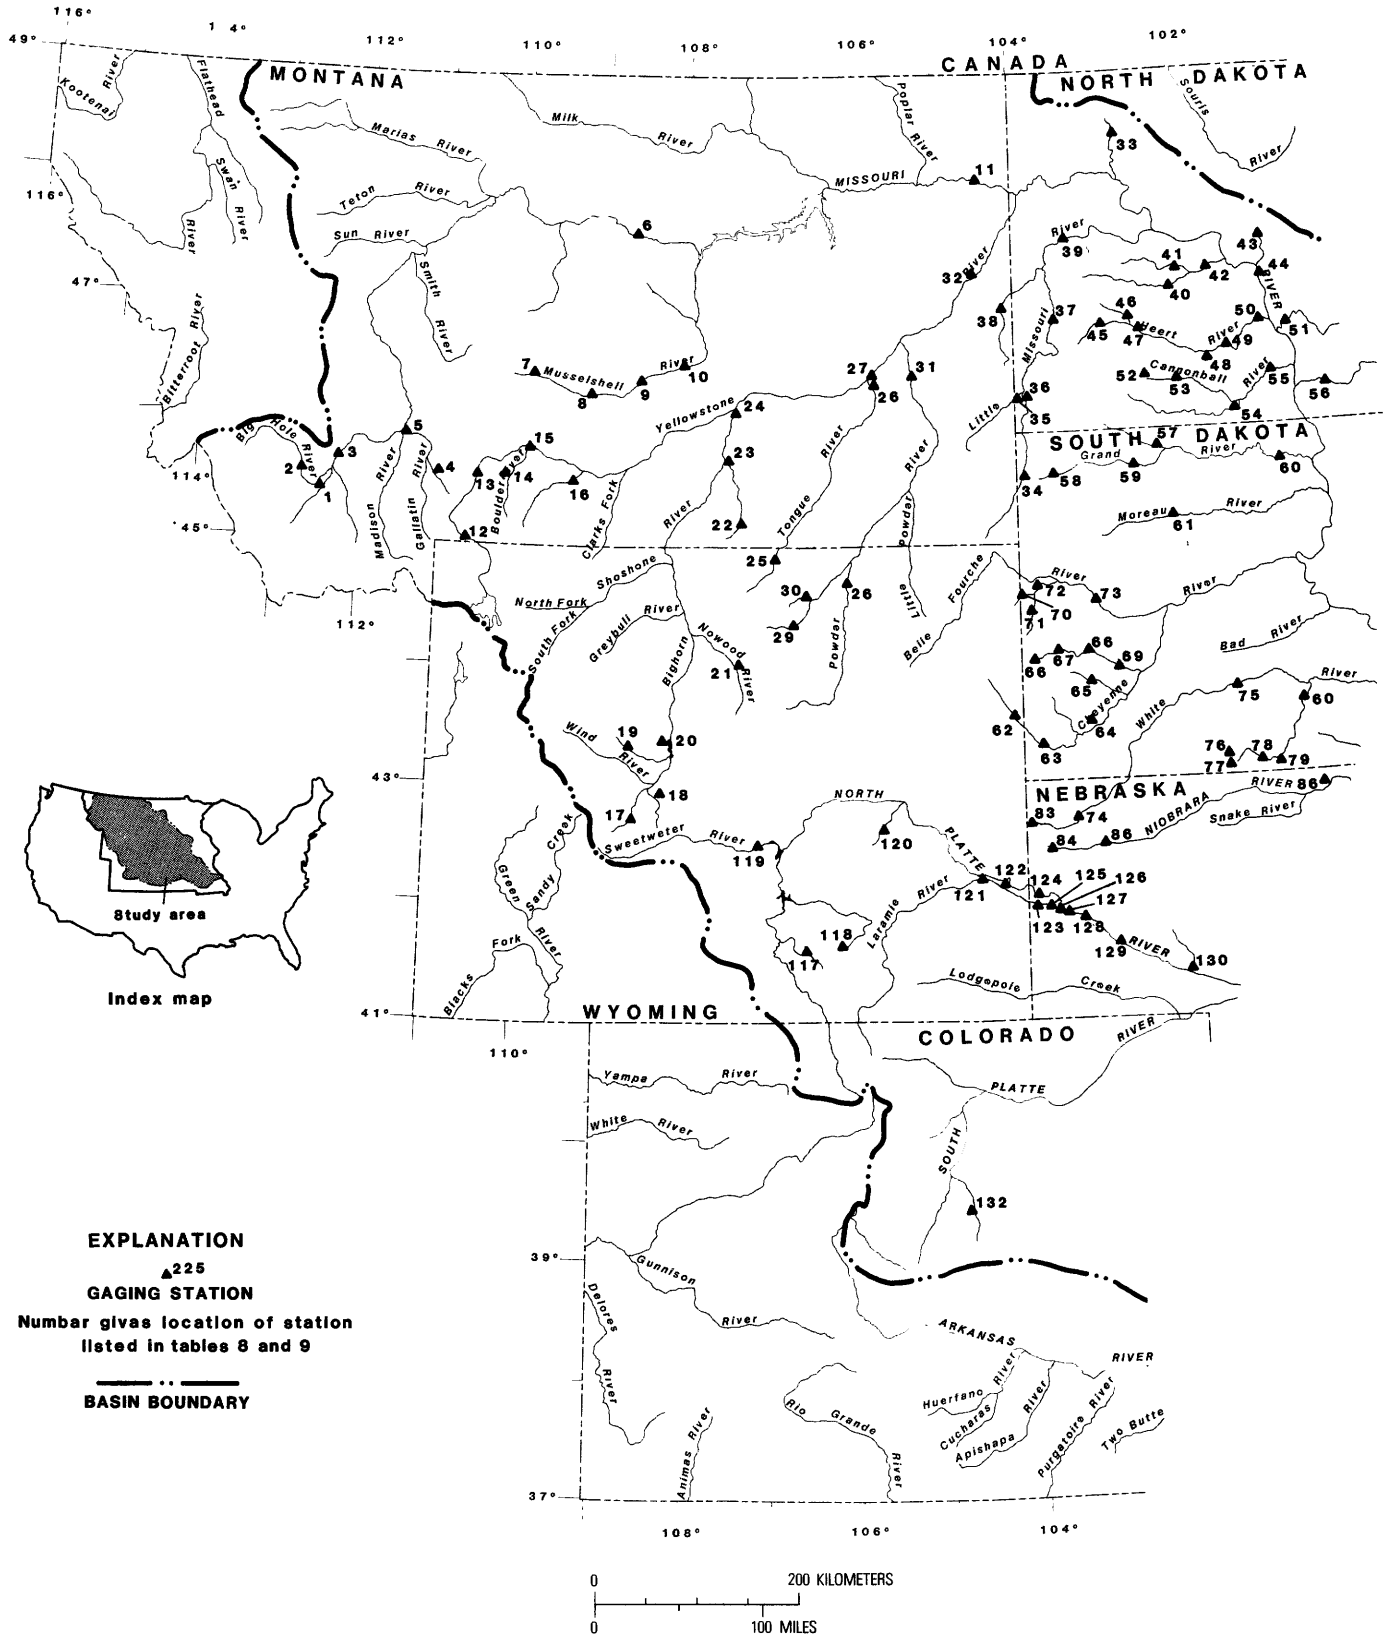 116°
1 4°
112°
110°
108°
106°
104°
102°
49°
CANADA
MONTANA
NORTH DAKOTA
Kootenai River
Flathead
Swan River
River
Marias River
Milk River
Poplar River
Souris River
33
MISSOURI
11
116°
Teton River
Sun River
6
River
39
43
41
42
44
40
RIVER
32
River
47°
Smith River
Bitterroot River
38
37
Missouri
46
45
47
Heert River
50
51
49
48
7
Musselshell River
8
9
10
27
26
31
52
Cannonball River
53
55
56
54
36
35
Little
Yellowstone
24
Big Hole River
2
3
1
5
4
15
13
14
16
Boulder River
23
57
SOUTH DAKOTA
Grand River
60
59
58
34
114°
Madison River
Gallatin River
12
Clarks Fork
River
22
Tongue River
Powdar River
Moreau River
61
45°
25
Shoshone
North Fork
South Fork
Greybull River
30
29
26
Powdar
Little
Belle Fourche River
72
70
71
73
River
112°
Bighorn
Nowood River
21
66
67
66
69
65
Cheyenne
64
62
63
Bad River
White River
75
60
Wind River
19
20
18
17
76
77
78
79
43°
NORTH
NEBRASKA
RIVER 86
83
74
NIOBRARA
Snake River
84
86
Sweetweter River
119
120
PLATTE
122
124
125
126
127
121
123
128
129
RIVER
130
Creek
Sandy
Green River
Laramie River
118
117
Blacks Fork
Lodgepole Creek
Study area
Index map
41°
WYOMING
COLORADO
110°
RIVER
PLATTE
SOUTH
Yampa River
White River
132
EXPLANATION
225
GAGING STATION
Numbar givas location of station
listed in tables 8 and 9
BASIN BOUNDARY
39°
Gunnison River
Delores River
ARKANSAS RIVER
Huerfano River
Cucharas
Apishapa River
Purgatoire River
Two Butte
Rio Grande River
Animas River
37°
108°
106°
104°
0 200 KILOMETERS
0 100 MILES